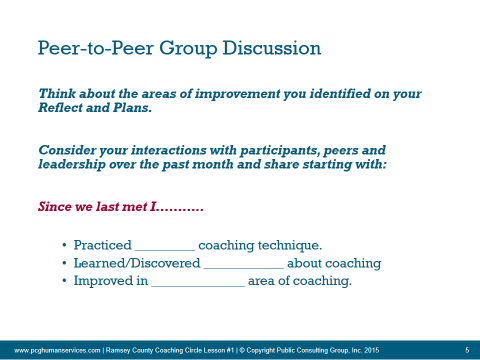 Peer-to-Peer Group Discussion
Think about the areas of improvement you identified on your
Reflect and Plans.
Consider your interactions with participants, peers and
leadership over the past month and share starting with:
Since we last met I………..
• Practiced _________ coaching technique.
• Learned/Discovered ____________ about coaching
• Improved in ______________ area of coaching.
www.pcghumanservices.com | Ramsey County Coaching Circle Lesson #1 | © Copyright Public Consulting Group, Inc. 2015 5